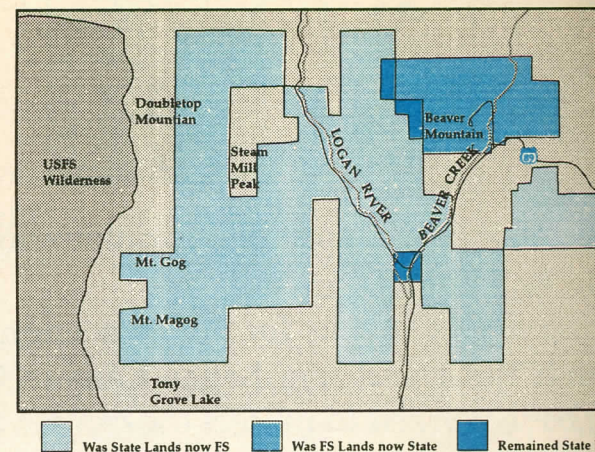 Doubletop
Mountian
USFS
Wilderness
Steam
Mill
Peak
LOGAN RIVER
Beaver
Mountain
BEAVER CREEK
Mt. Gog
Mt. Magog
Tony
Grove Lake
Was State Lands now FS
Was FS Lands now State
Remained State